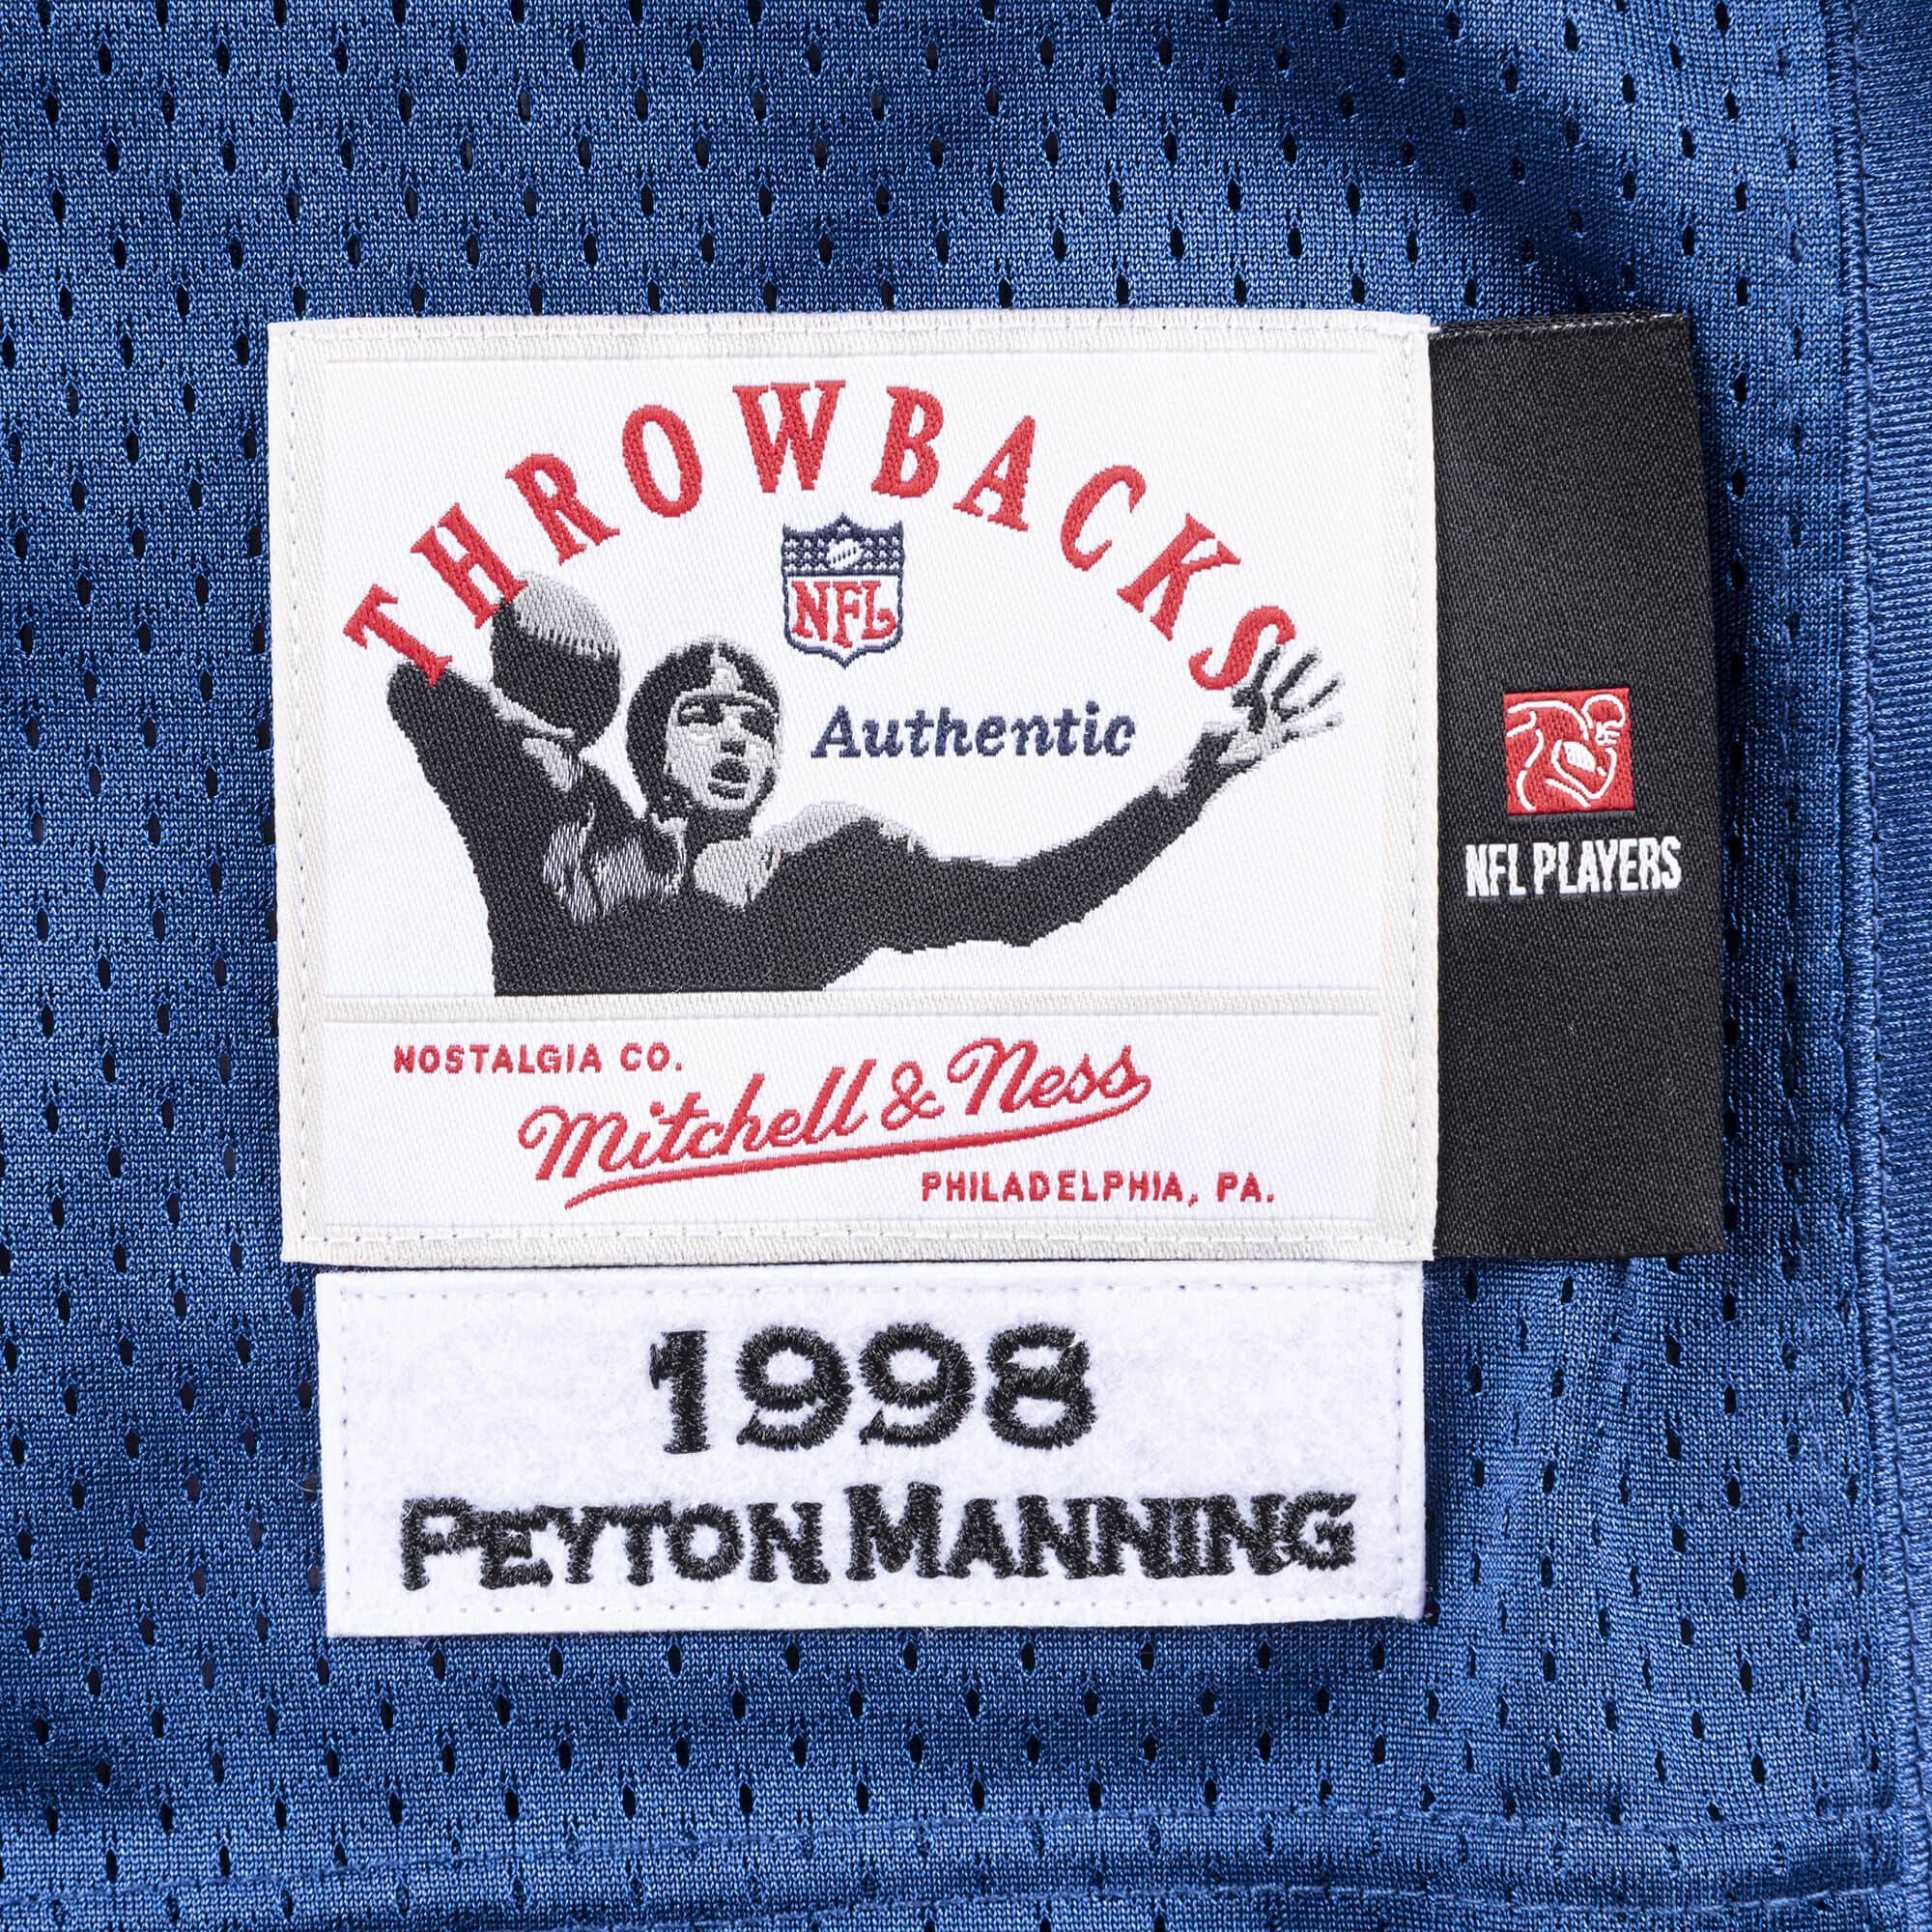 THROWBACKS
NFL
Authentic
NFL PLAYERS
NOSTALGIA CO.
Mitchell & Ness
PHILADELPHIA, PA.
1998
PEYTON MANNING